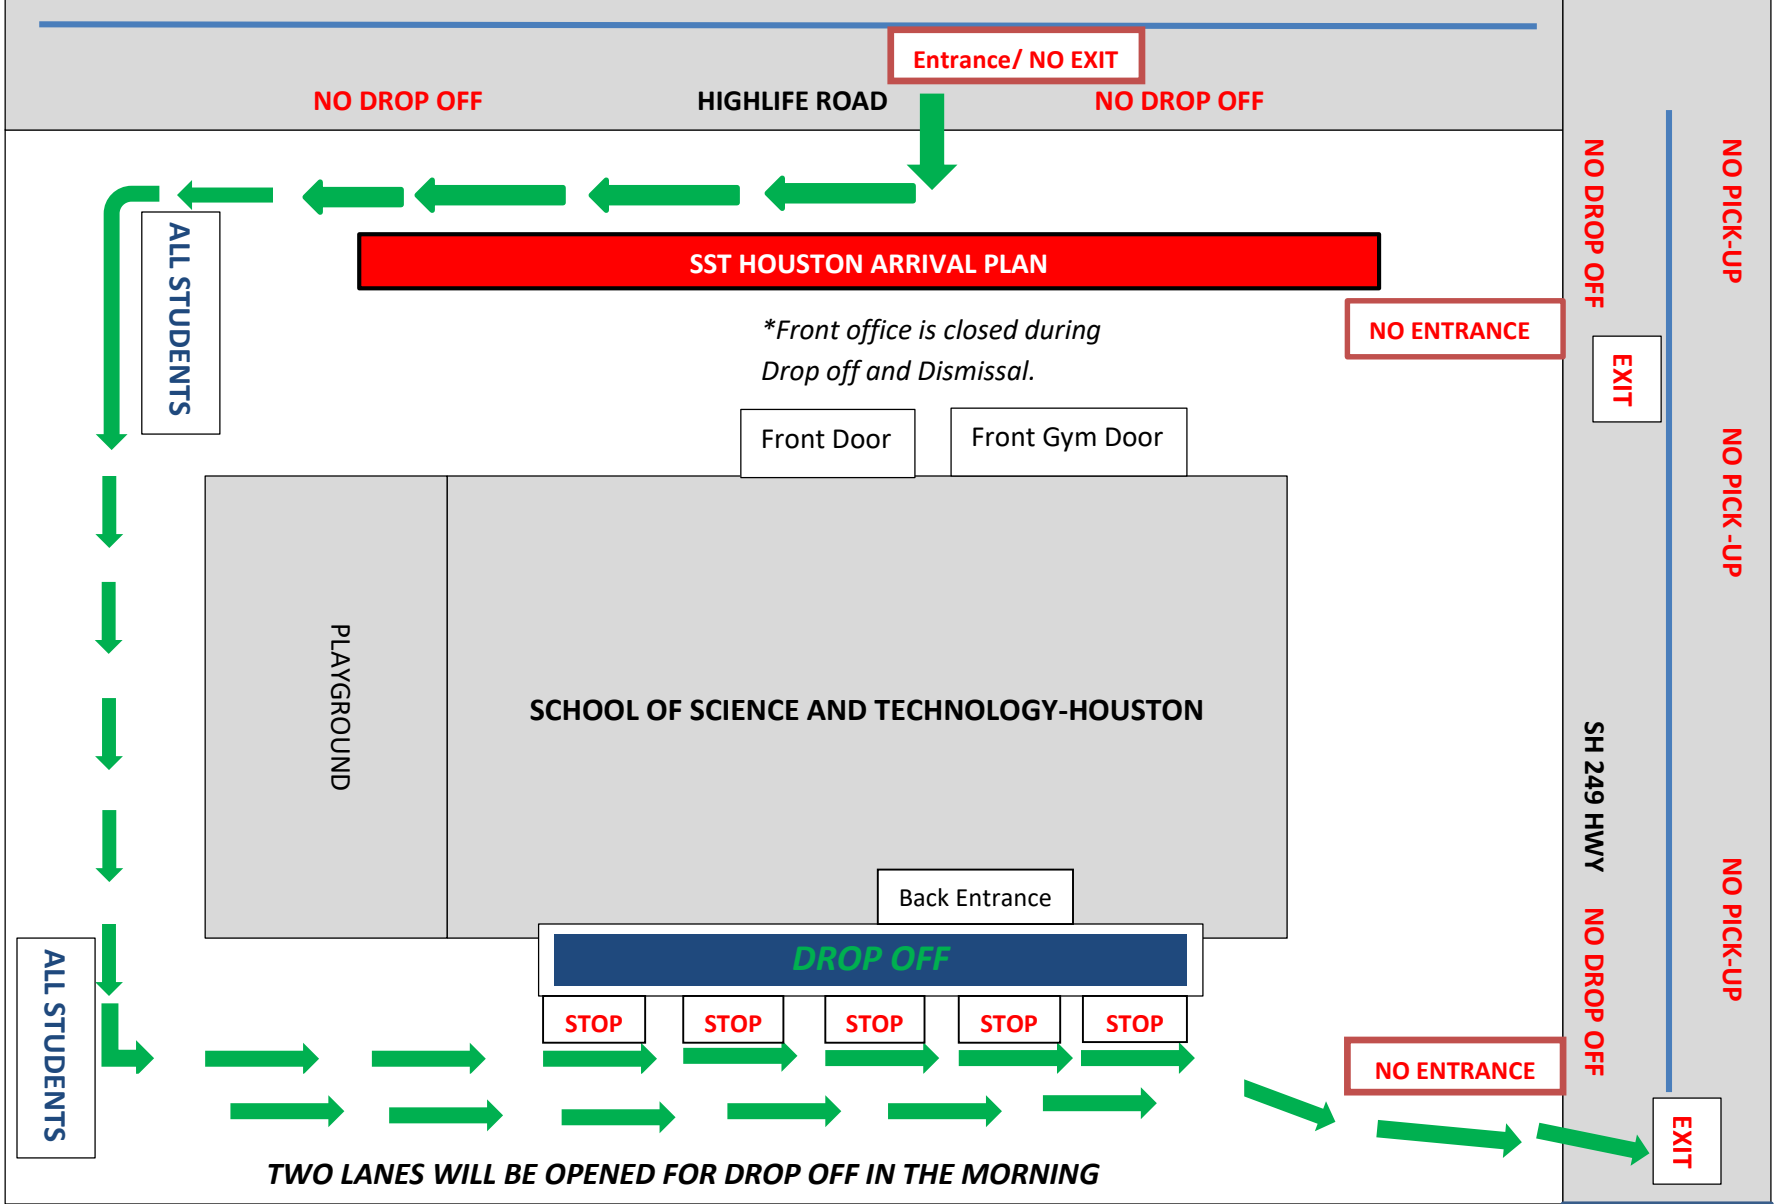 Entrance/ NO EXIT
NO DROP OFF
HIGHLIFE ROAD
NO DROP OFF
NO DROP OFF
NO PICK-UP
ALL STUDENTS
SST HOUSTON ARRIVAL PLAN
*Front office is closed during
Drop off and Dismissal.
NO ENTRANCE
EXIT
Front Door
Front Gym Door
NO PICK -UP
PLAYGROUND
SCHOOL OF SCIENCE AND TECHNOLOGY-HOUSTON
SH 249 HWY
NO PICK-UP
Back Entrance
NO DROP OFF
DROP OFF
ALL STUDENTS
STOP
STOP
STOP
STOP
STOP
NO ENTRANCE
EXIT
TWO LANES WILL BE OPENED FOR DROP OFF IN THE MORNING